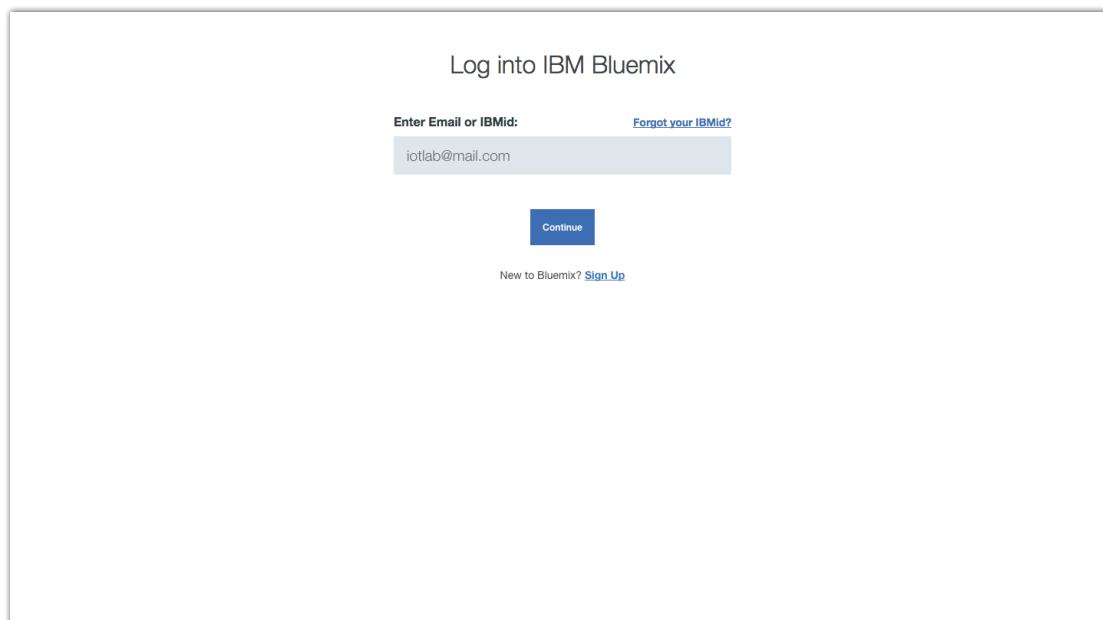 Log into IBM Bluemix
Enter Email or IBMid: Forgot your IBMid?
iotlab@mail.com
Continue
New to Bluemix? Sign Up